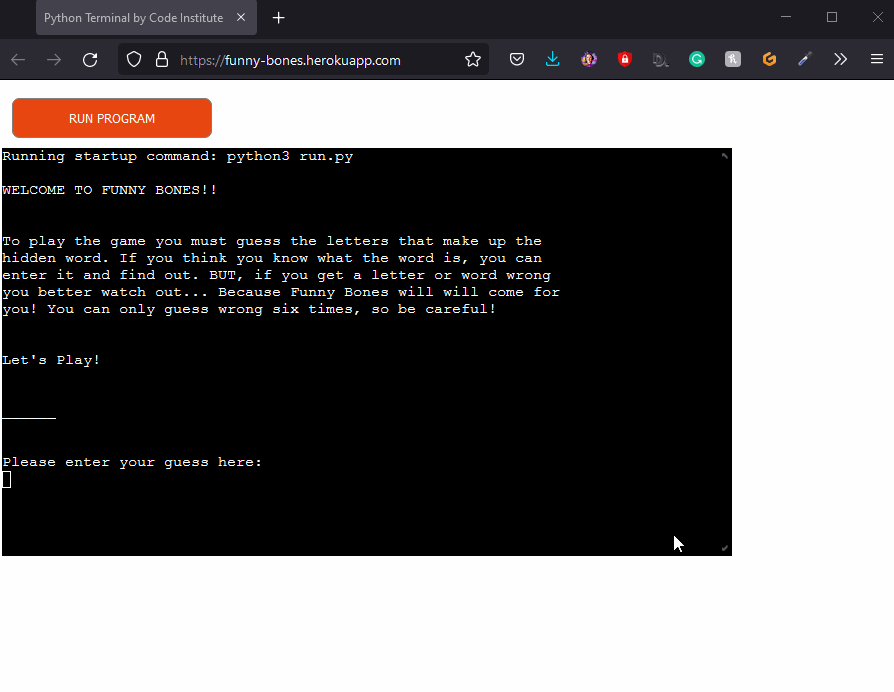 Python Terminal by Code Institute
https://funny-bones.herokuapp.com
RUN PROGRAM
Running startup command: python3 run.py
WELCOME TO FUNNY BONES!!
To play the game you must guess the letters that make up the
hidden word. If you think you know what the word is, you can
enter it and find out. BUT, if you get a letter or word wrong
you better watch out... Because Funny Bones will will come for
you! You can only guess wrong six times, so be careful!
Let's Play!
______
Please enter your guess here: